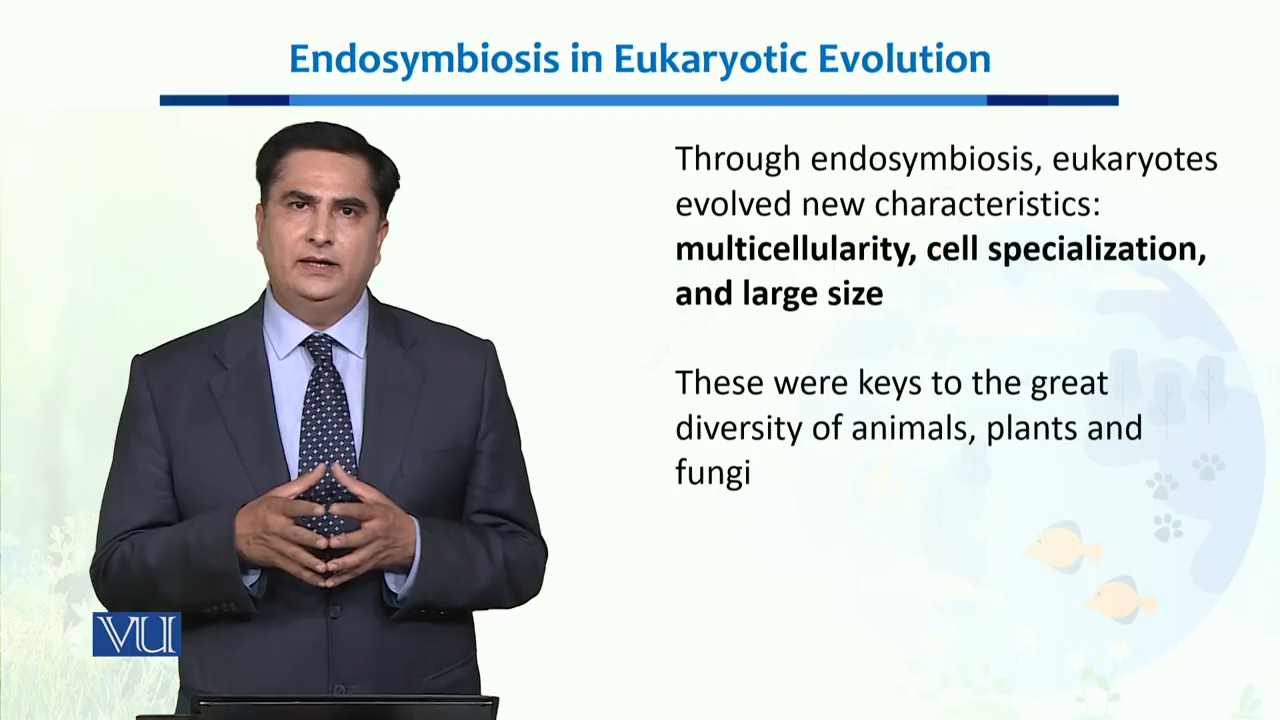 Endosymbiosis in Eukaryotic Evolution
Through endosymbiosis, eukaryotes
evolved new characteristics:
multicellularity, cell specialization,
and large size
These were keys to the great
diversity of animals, plants and
fungi
VU